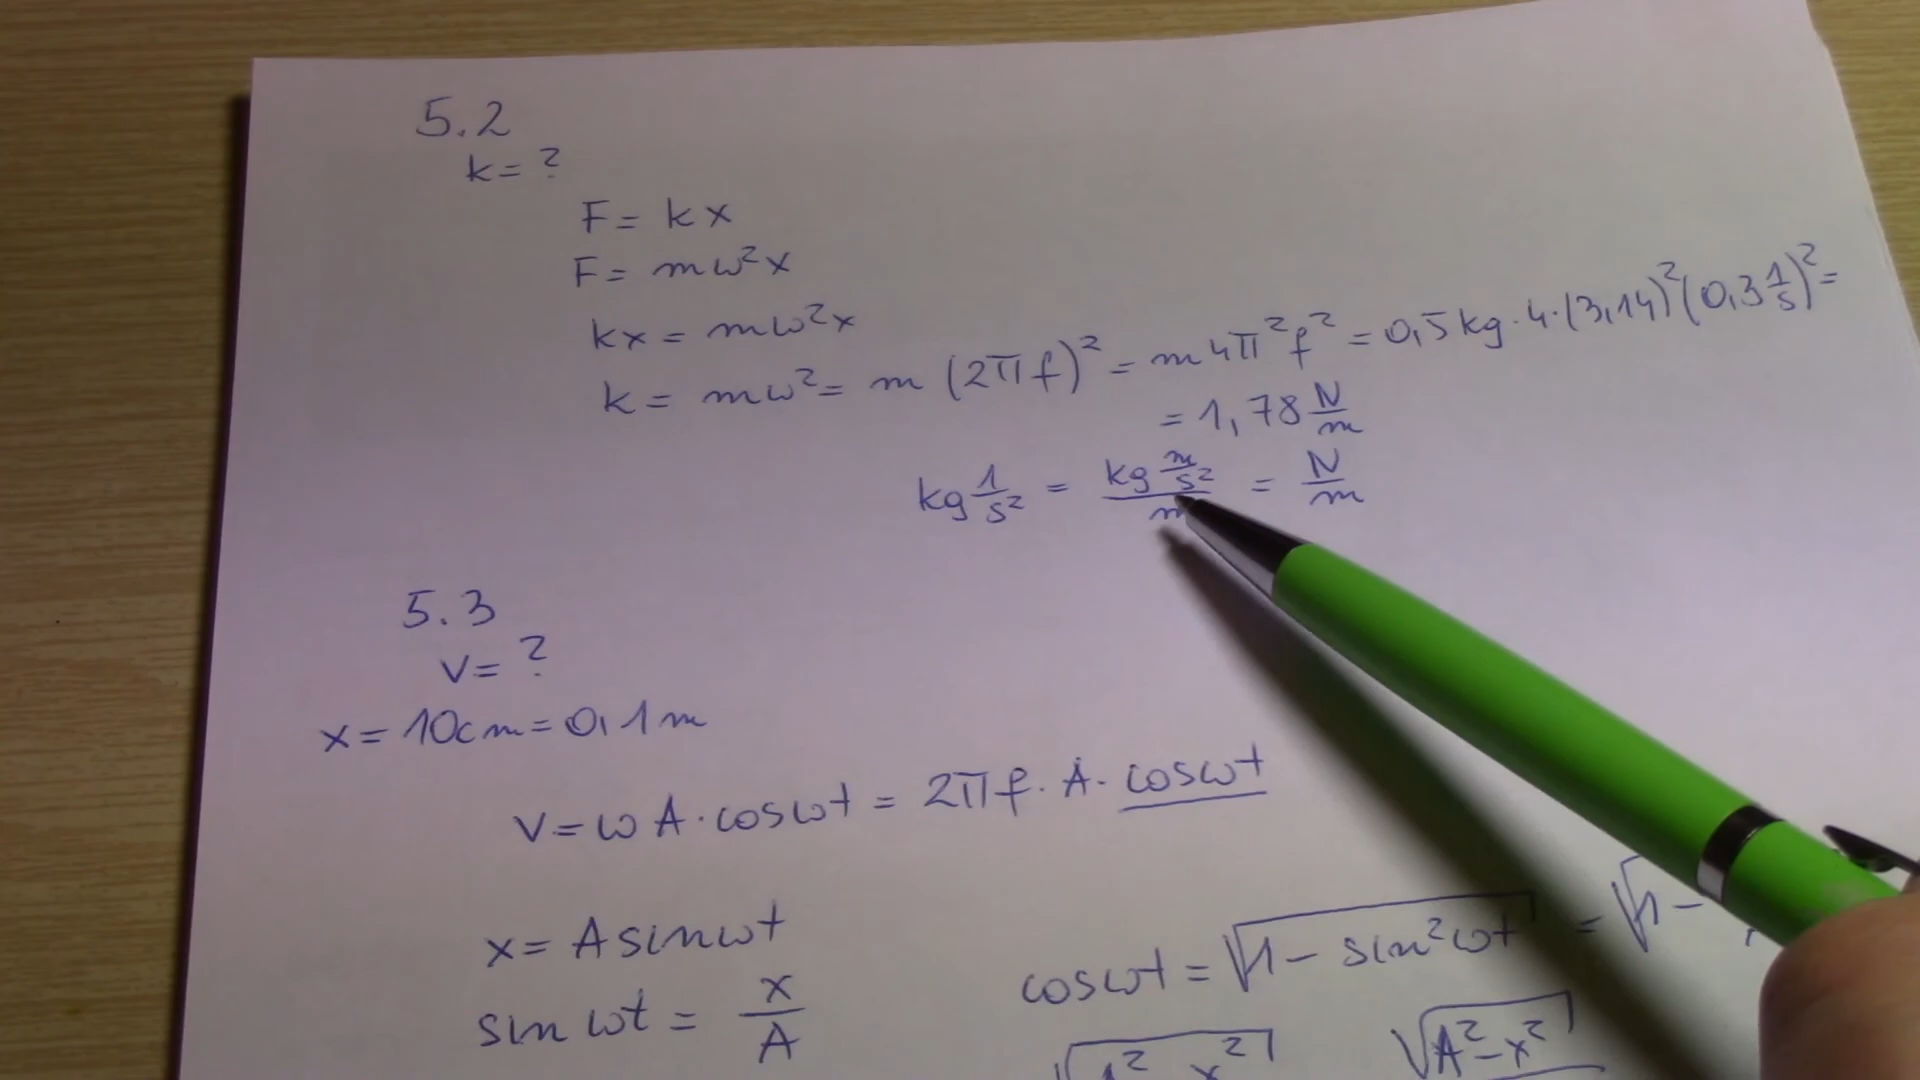 5.2
k = ?
F = kx
F = mω²x
kx = mω²x
k = mω² = m (2πf)² = m4π²f² = 0,5kg · 4 · (3,14)² (0,3 1/s)² =
= 1,78 N/m
kg 1/s² = (kg m/s²)/m = N/m
5.3
v = ?
x = 10cm = 0,1m
v = ωA · cosωt = 2πf · A · cosωt
x = A sinωt
cosωt = √(1 - sin²ωt) = √(1 -
sin ωt = x/A
√(A² - x²)